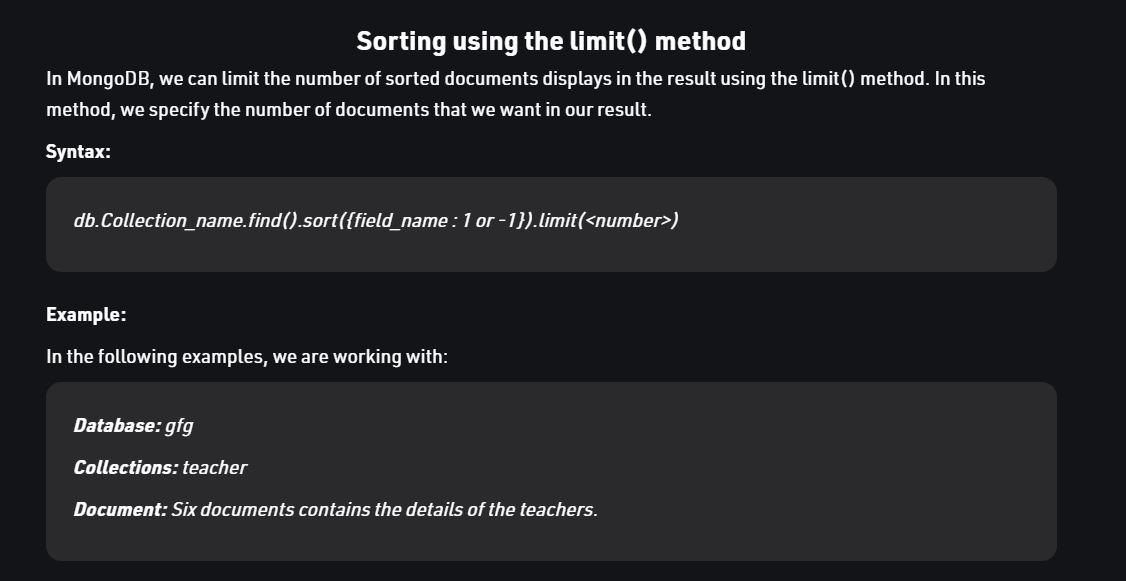 Sorting using the limit() method
In MongoDB, we can limit the number of sorted documents displays in the result using the limit() method. In this
method, we specify the number of documents that we want in our result.
Syntax:
db.Collection_name.find().sort({field_name : 1 or -1}).limit(<number>)
Example:
In the following examples, we are working with:
Database: gfg
Collections: teacher
Document: Six documents contains the details of the teachers.